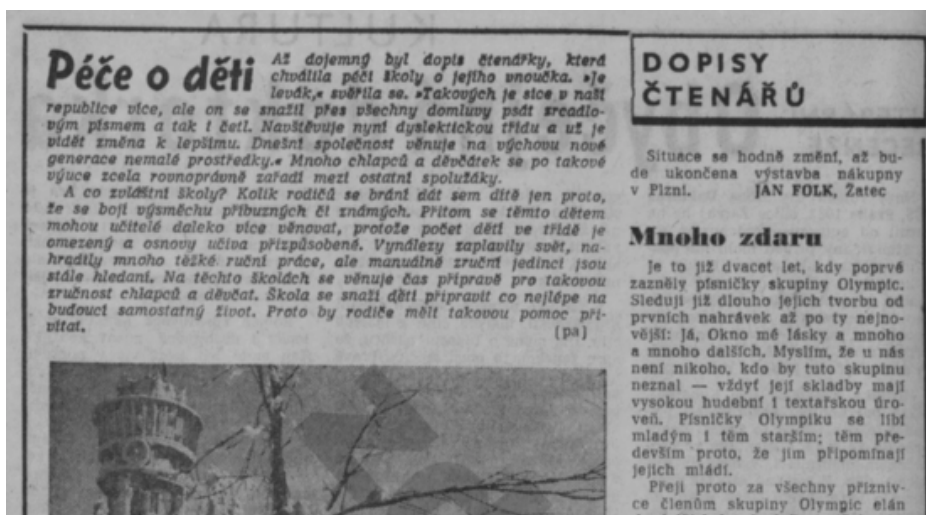 Péče o děti
Až dojemný byl dopis čtenářky, která
chválila péči školy o jejího vnoučka. »Je
levák,« svěřila se. »Takových je sice v naší
republice více, ale on se snažil přes všechny domluvy psát zrcadlo-
vým písmem a tak i četl. Navštěvuje nyní dyslektickou třídu a už je
vidět změna k lepšímu. Dnešní společnost věnuje na výchovu nové
generace nemalé prostředky.« Mnoho chlapců a děvčátek se po takové
výuce zcela rovnoprávně zařadí mezi ostatní spolužáky.
A co zvláštní školy? Kolik rodičů se brání dát sem dítě jen proto,
že se bojí výsměchu příbuzných či známých. Přitom se těmto dětem
mohou učitelé daleko více věnovat, protože počet dětí ve třídě je
omezený a osnovy učiva přizpůsobené. Vynálezy zaplavily svět, na-
hradily mnoho těžké ruční práce, ale manuálně zruční jedinci jsou
stále hledaní. Na těchto školách se věnuje čas přípravě pro takovou
zručnost chlapců a děvčat. Škola se snaží děti připravit co nejlépe na
budoucí samostatný život. Proto by rodiče měli takovou pomoc při-
vítat. (pa)
DOPISY
ČTENÁŘŮ
Situace se hodně změní, až bu-
de ukončena výstavba nákupny
v Plzni. JAN FOLK, Žatec
Mnoho zdaru
Je to již dvacet let, kdy poprvé
zazněly písničky skupiny Olympic.
Sleduji již dlouho jejich tvorbu od
prvních nahrávek až po ty nejno-
vější: Já, Okno mé lásky a mnoho
a mnoho dalších. Myslím, že u nás
není nikoho, kdo by tuto skupinu
neznal — vždyť její skladby mají
vysokou hudební i textařskou úro-
veň. Písničky Olympiku se líbí
mladým i těm starším; těm pře-
devším proto, že jim připomínají
jejich mládí.
Přeji proto za všechny přízniv-
ce členům skupiny Olympic elán